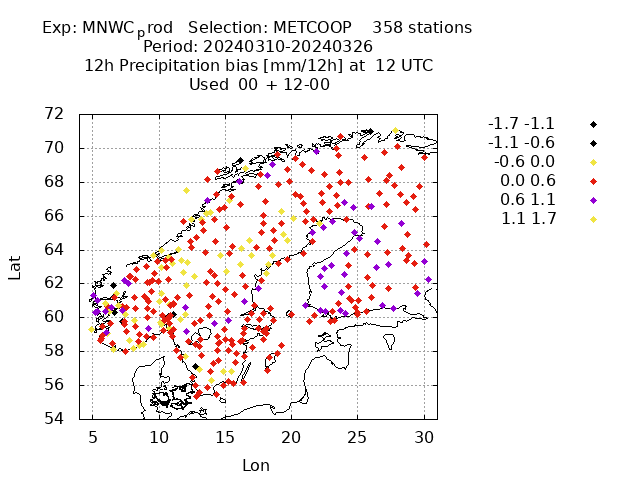 Exp: MNWC_prod Selection: METCOOP 358 stations
Period: 20240310-20240326
12h Precipitation bias [mm/12h] at 12 UTC
Used 00 + 12-00
72
70
68
66
64
62
60
58
56
54
Lat
5 10 15 20 25 30
Lon
-1.7 -1.1
-1.1 -0.6
-0.6 0.0
0.0 0.6
0.6 1.1
1.1 1.7